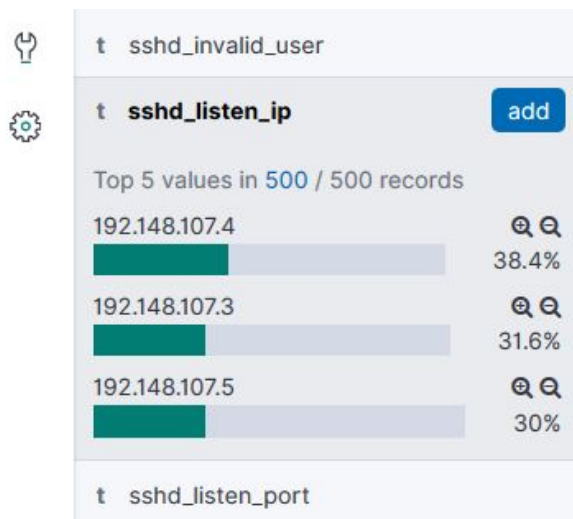 t sshd_invalid_user
t sshd_listen_ip add
Top 5 values in 500 / 500 records
192.148.107.4
38.4%
192.148.107.3
31.6%
192.148.107.5
30%
t sshd_listen_port